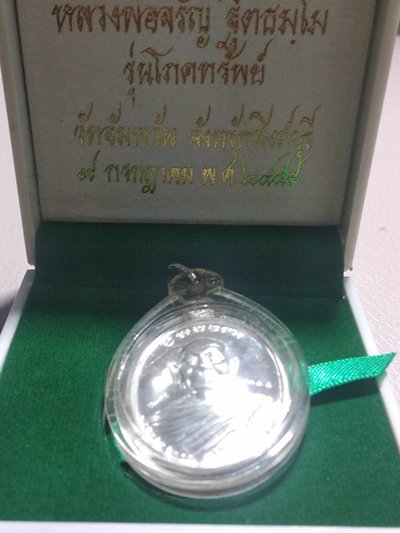 หลวงพ่อจรัญ ฐิตธมฺโม
รุ่นโภคทรัพย์
วัดอัมพวัน จังหวัดสิงห์บุรี
๙ กรกฎาคม พ.ศ.